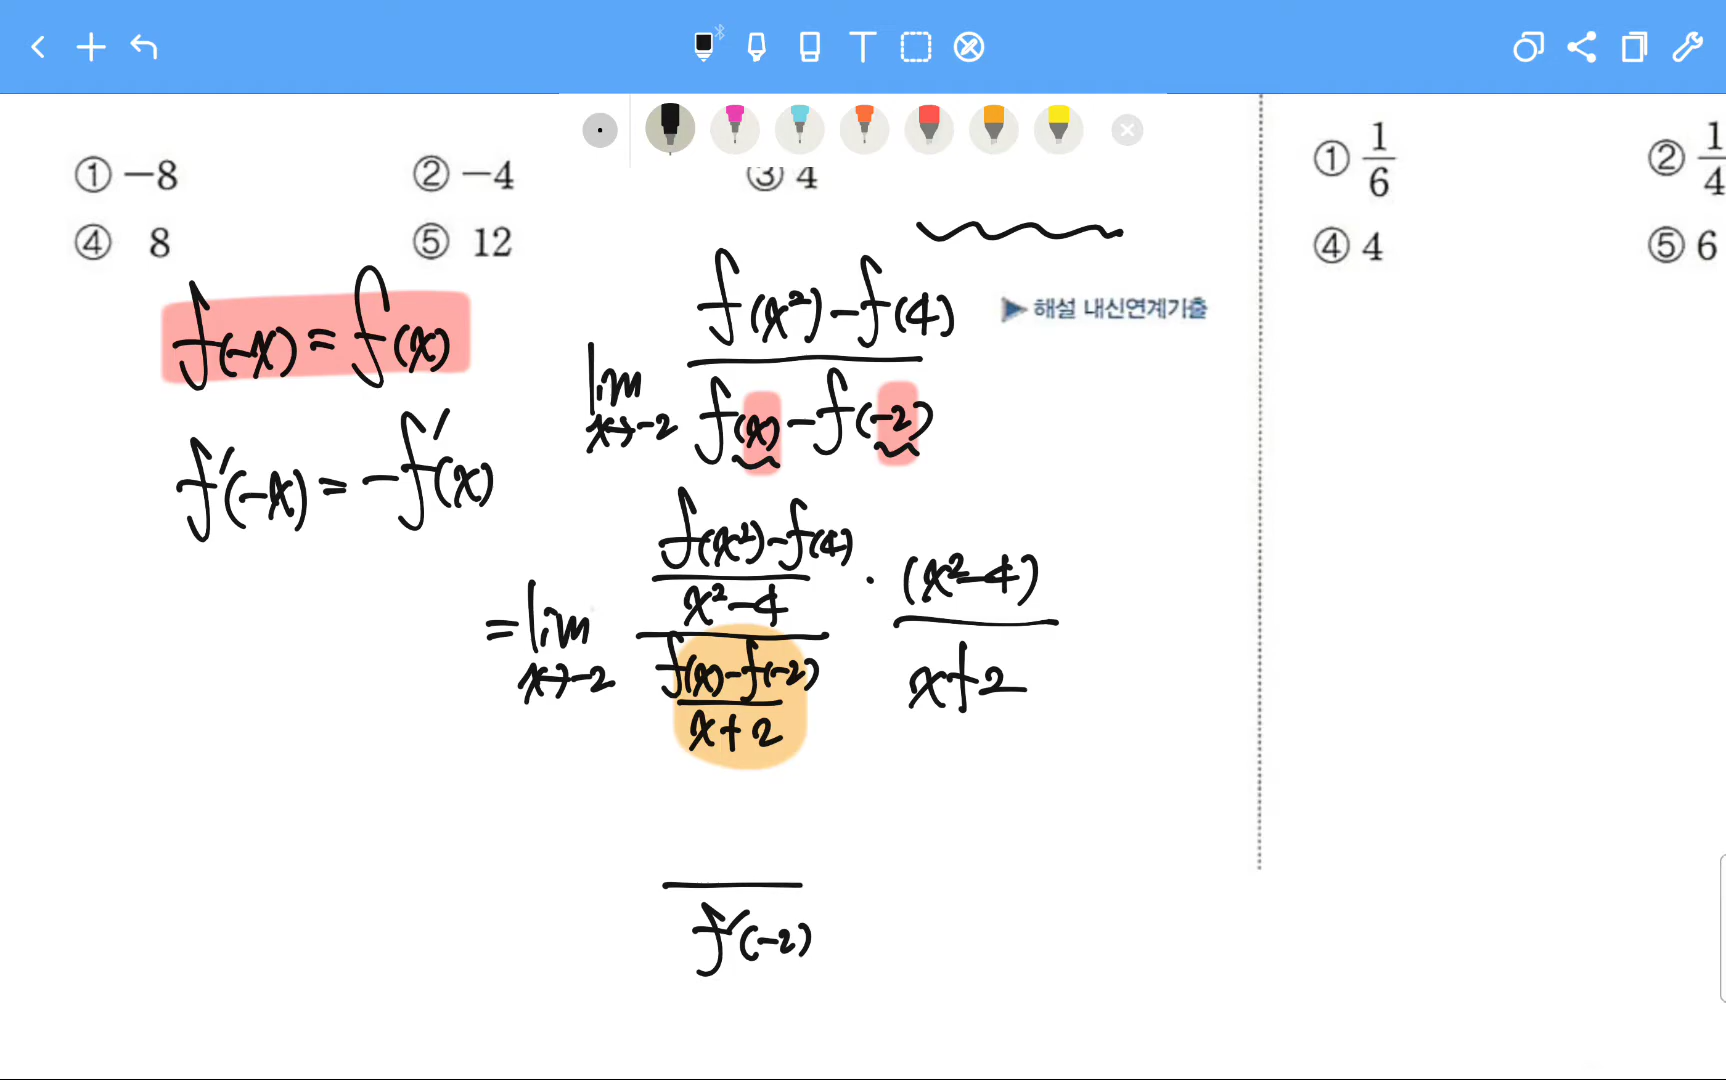 ① −8 ② −4 ③ 4
④ 8 ⑤ 12
f(−x) = f(x)
f'(−x) = −f'(x)
f(x²) − f(4)
lim
x→−2
f(x) − f(−2)
▶ 해설 내신연계기출
f(x²) − f(4)
x² − 4
= lim
x→−2
f(x) − f(−2)
x + 2
· (x² − 4)
x + 2
f'(−2)
① 1/6 ② 1/4
④ 4 ⑤ 6
T